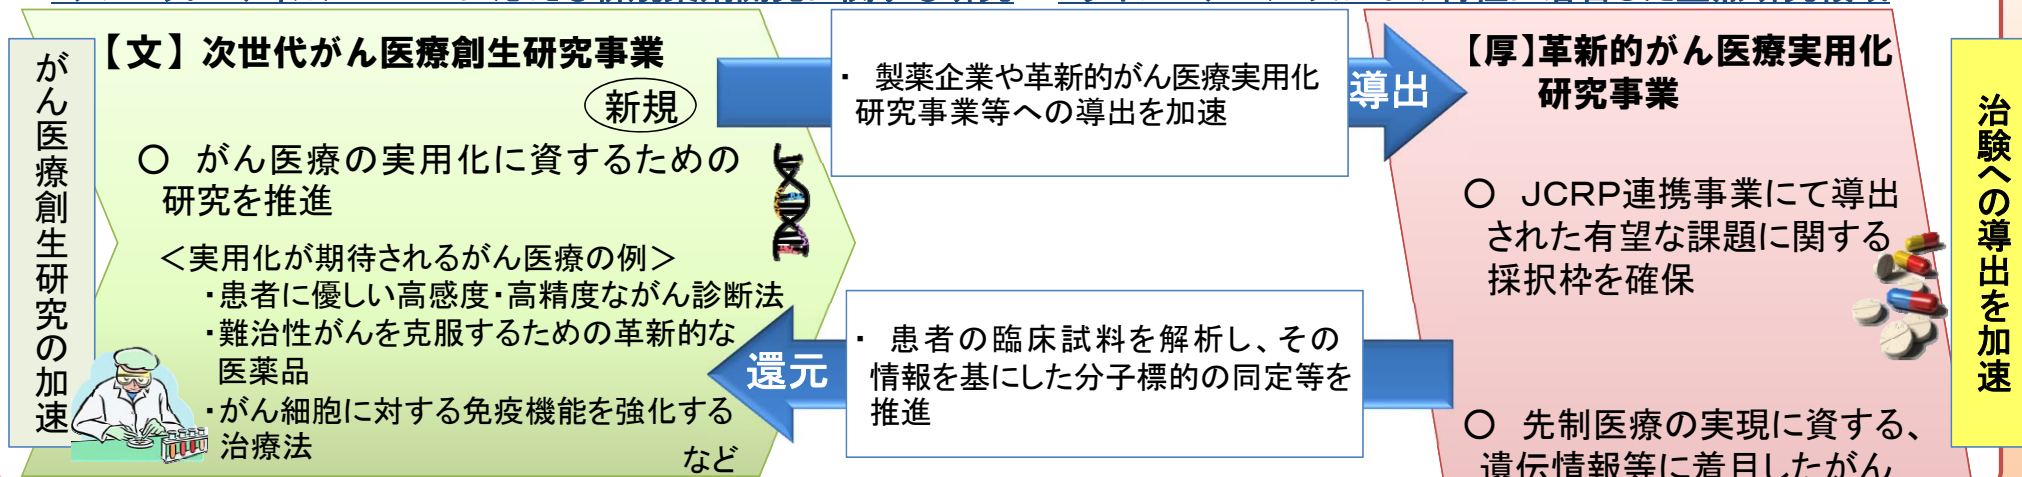 がん医療創生研究の加速
【文】次世代がん医療創生研究事業
新規
○ がん医療の実用化に資するための
研究を推進
＜実用化が期待されるがん医療の例＞
・患者に優しい高感度・高精度ながん診断法
・難治性がんを克服するための革新的な
医薬品
・がん細胞に対する免疫機能を強化する
治療法
など
・ 製薬企業や革新的がん医療実用化
研究事業等への導出を加速
導出
還元
・ 患者の臨床試料を解析し、その
情報を基にした分子標的の同定等を
推進
【厚】革新的がん医療実用化
研究事業
○ JCRP連携事業にて導出
された有望な課題に関する
採択枠を確保
○ 先制医療の実現に資する、
遺伝情報等に着目したがん
治験への導出を加速